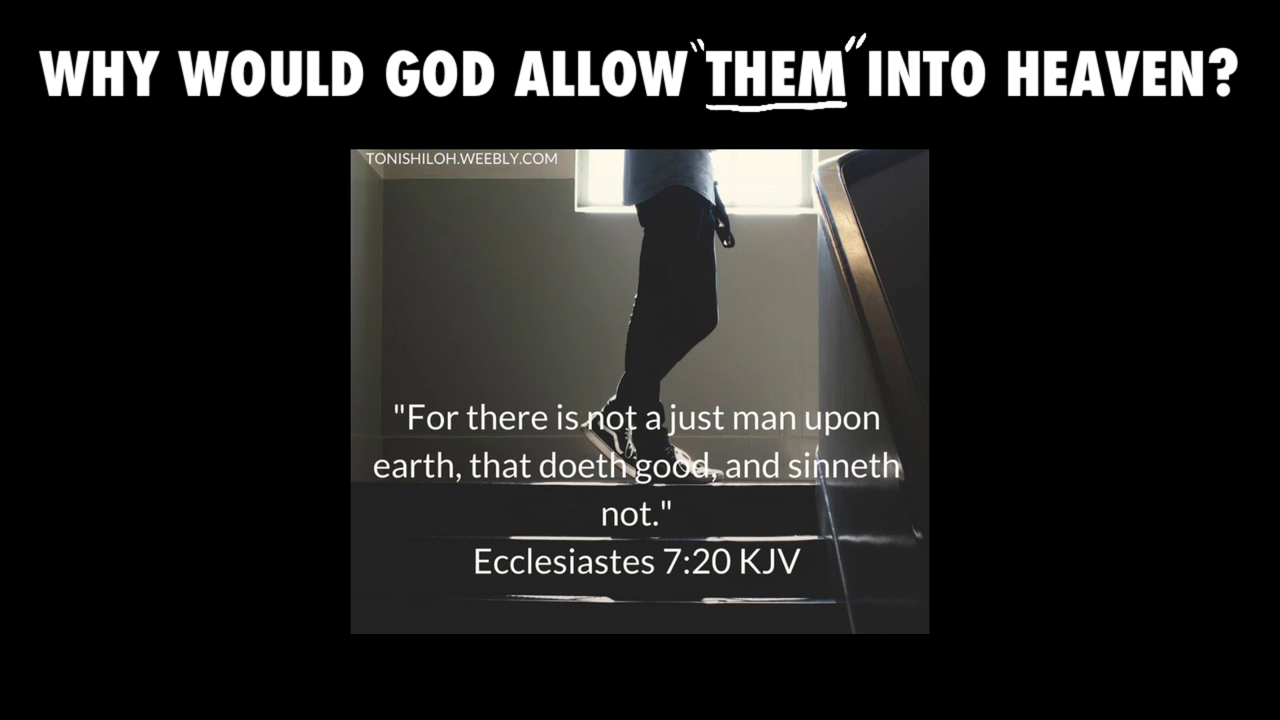 WHY WOULD GOD ALLOW "THEM" INTO HEAVEN?
TONISHILOH.WEEBLY.COM
"For there is not a just man upon
earth, that doeth good, and sinneth
not."
Ecclesiastes 7:20 KJV